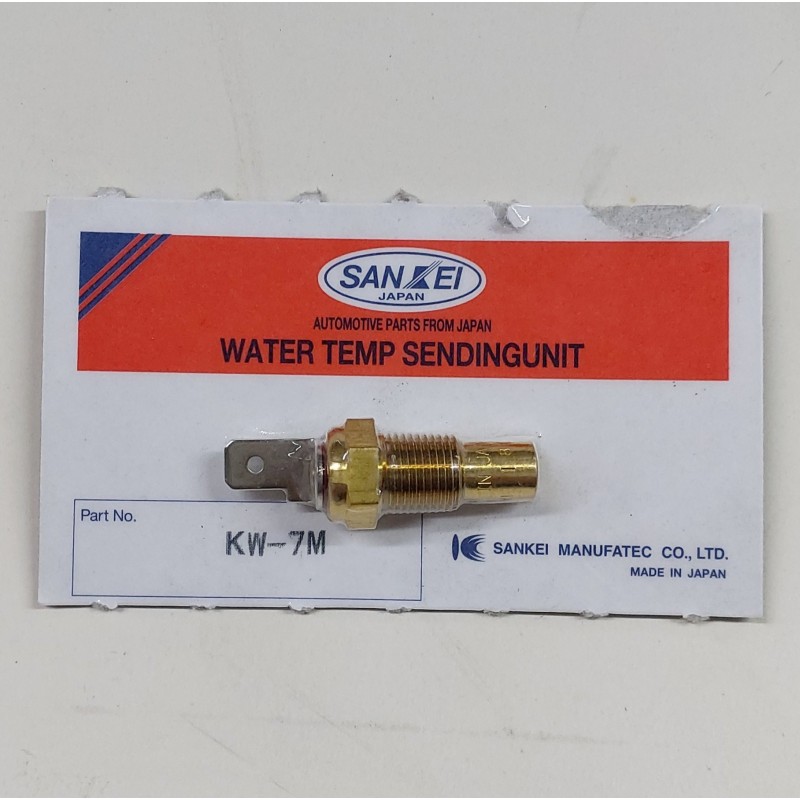 SANKEI
JAPAN
AUTOMOTIVE PARTS FROM JAPAN
WATER TEMP SENDINGUNIT
Part No.
KW-7M
SANKEI MANUFATEC CO., LTD.
MADE IN JAPAN